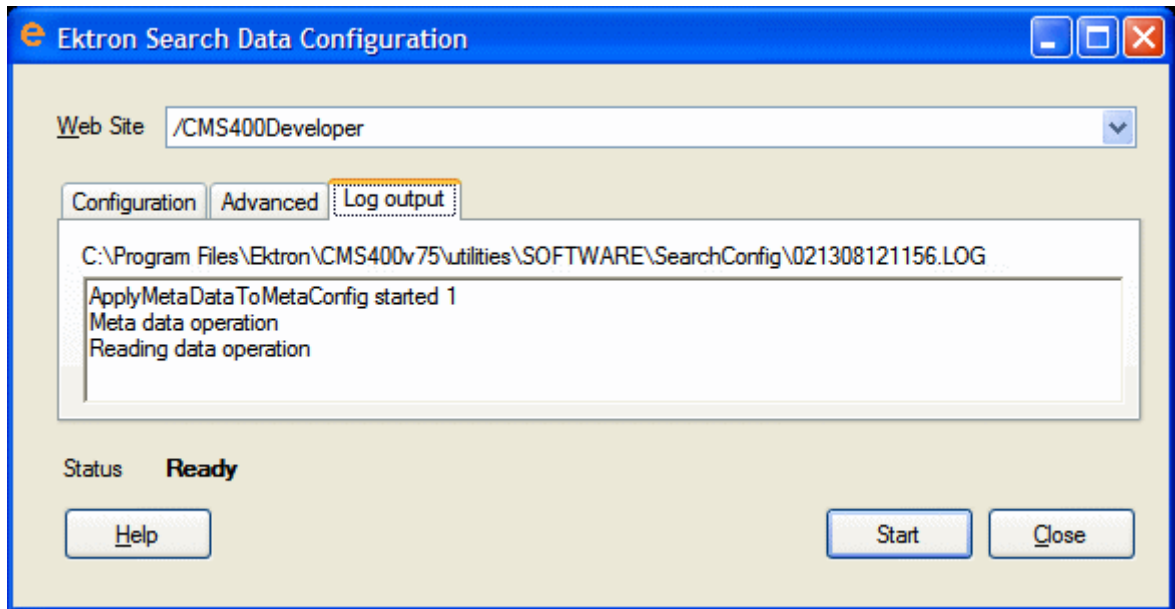 Ektron Search Data Configuration
Web Site /CMS400Developer
Configuration Advanced Log output
C:\Program Files\Ektron\CMS400v75\utilities\SOFTWARE\SearchConfig\021308121156.LOG
ApplyMetaDataToMetaConfig started 1
Meta data operation
Reading data operation
Status Ready
Help Start Close